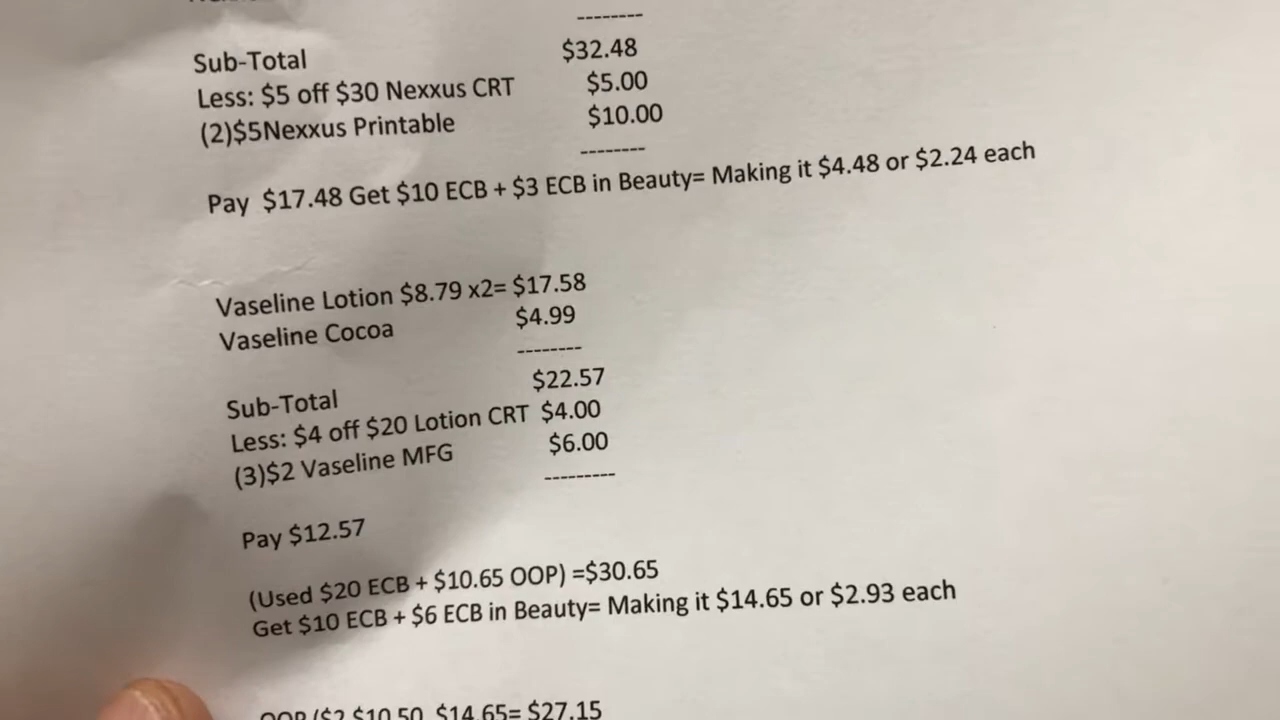 --------
Sub-Total $32.48
Less: $5 off $30 Nexxus CRT $5.00
(2)$5Nexxus Printable $10.00
--------
Pay $17.48 Get $10 ECB + $3 ECB in Beauty= Making it $4.48 or $2.24 each
Vaseline Lotion $8.79 x2= $17.58
Vaseline Cocoa $4.99
--------
Sub-Total $22.57
Less: $4 off $20 Lotion CRT $4.00
(3)$2 Vaseline MFG $6.00
---------
Pay $12.57
(Used $20 ECB + $10.65 OOP) =$30.65
Get $10 ECB + $6 ECB in Beauty= Making it $14.65 or $2.93 each
OOP ($2 $10.50 $14.65= $27.15